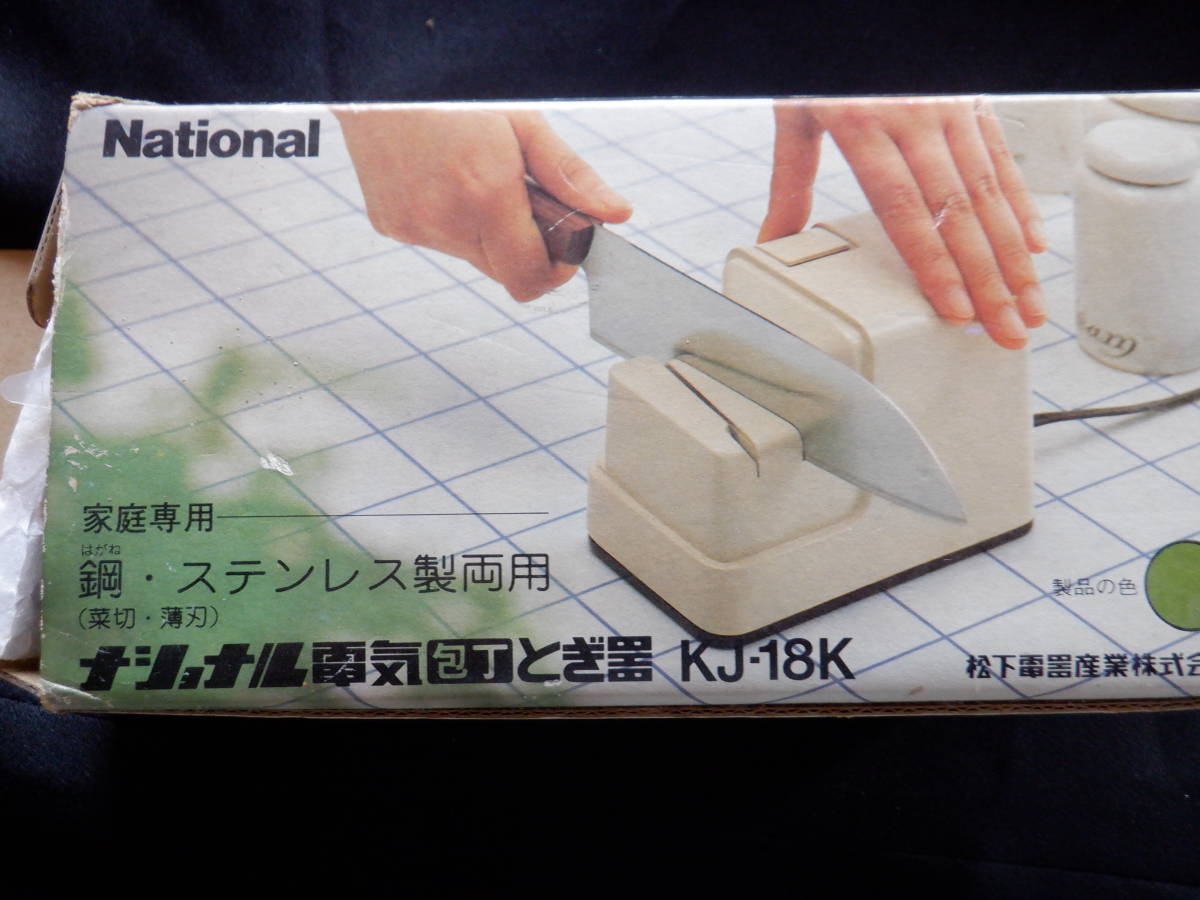 National
家庭専用
はがね
鋼・ステンレス製両用
(菜切・薄刃)
ナショナル電気包丁とぎ器 KJ-18K
製品の色
松下電器産業株式会